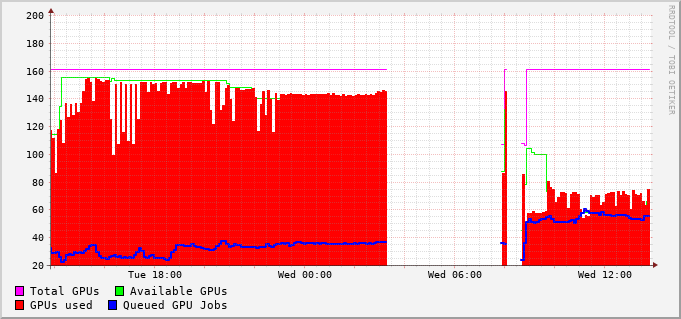 200
180
160
140
120
100
80
60
40
20
Tue 18:00 Wed 00:00 Wed 06:00 Wed 12:00
Total GPUs Available GPUs
GPUs used Queued GPU Jobs
RRDTOOL / TOBI OETIKER